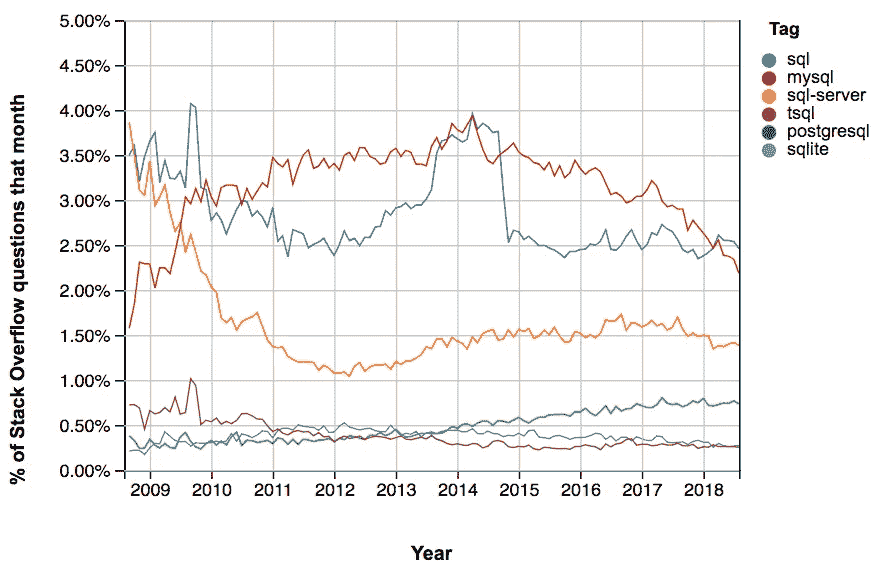 % of Stack Overflow questions that month
5.00%
4.50%
4.00%
3.50%
3.00%
2.50%
2.00%
1.50%
1.00%
0.50%
0.00%
2009 2010 2011 2012 2013 2014 2015 2016 2017 2018
Year
Tag
sql
mysql
sql-server
tsql
postgresql
sqlite